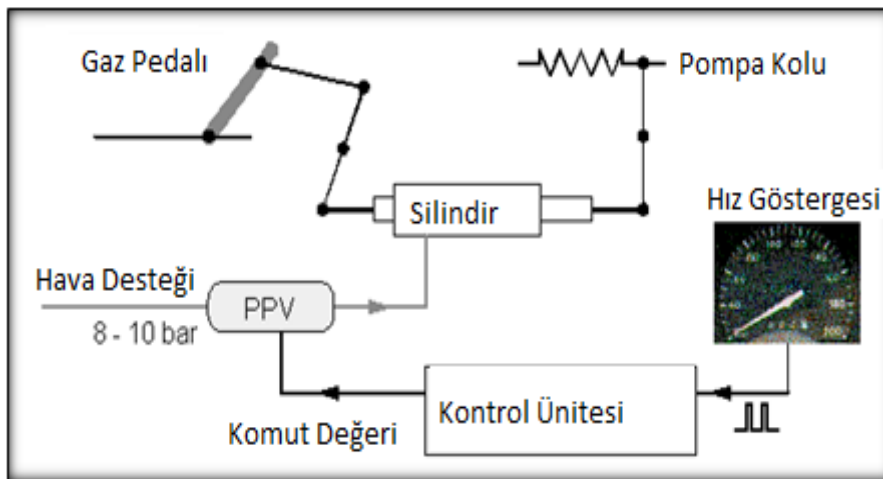 Gaz Pedalı
Pompa Kolu
Silindir
Hız Göstergesi
Hava Desteği
8 - 10 bar
PPV
Komut Değeri
Kontrol Ünitesi